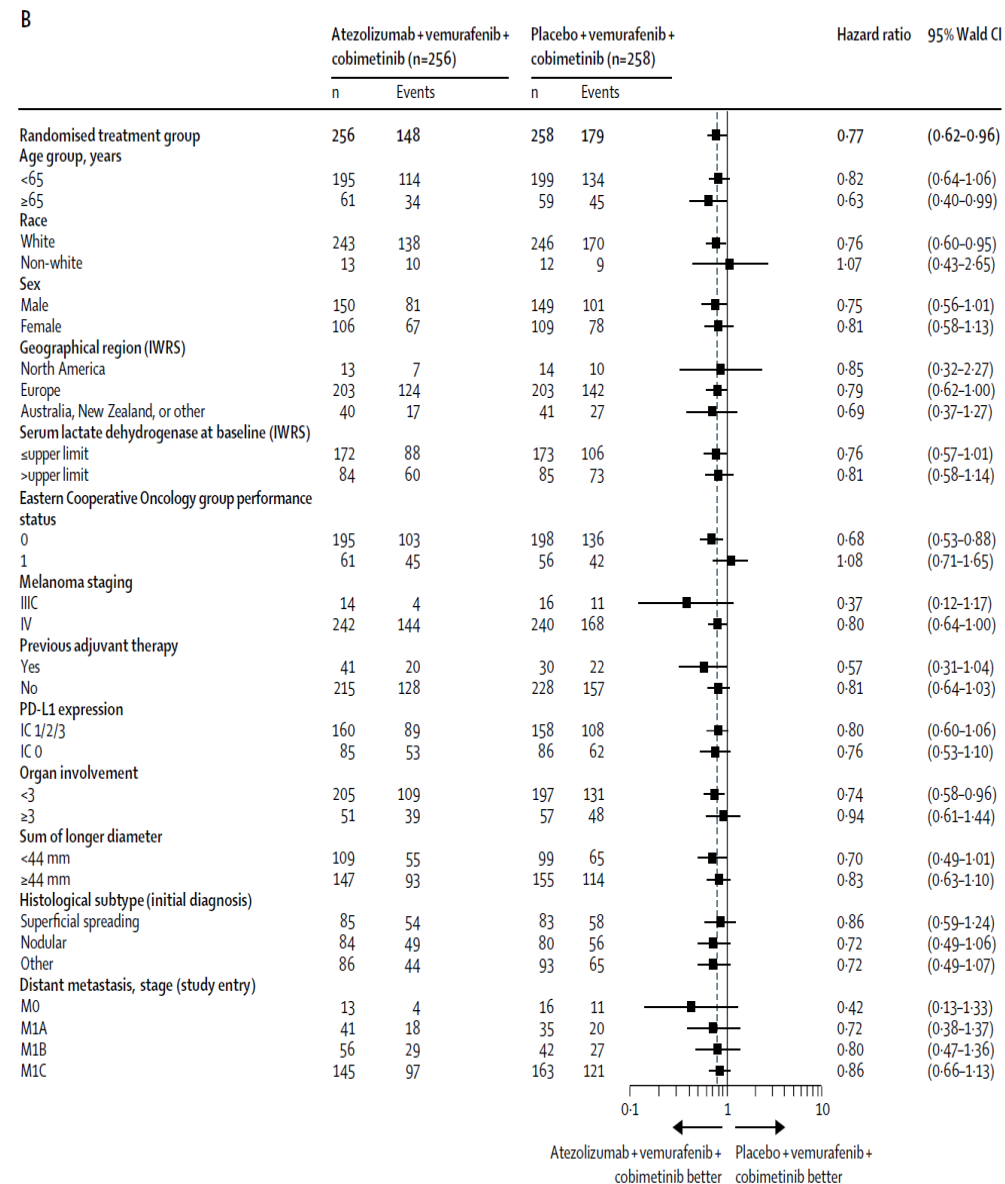 B
Atezolizumab + vemurafenib + cobimetinib (n=256) Placebo + vemurafenib + cobimetinib (n=258) Hazard ratio 95% Wald CI
n Events n Events
Randomised treatment group 256 148 258 179 0·77 (0·62–0·96)
Age group, years
<65 195 114 199 134 0·82 (0·64–1·06)
≥65 61 34 59 45 0·63 (0·40–0·99)
Race
White 243 138 246 170 0·76 (0·60–0·95)
Non-white 13 10 12 9 1·07 (0·43–2·65)
Sex
Male 150 81 149 101 0·75 (0·56–1·01)
Female 106 67 109 78 0·81 (0·58–1·13)
Geographical region (IWRS)
North America 13 7 14 10 0·85 (0·32–2·27)
Europe 203 124 203 142 0·79 (0·62–1·00)
Australia, New Zealand, or other 40 17 41 27 0·69 (0·37–1·27)
Serum lactate dehydrogenase at baseline (IWRS)
≤upper limit 172 88 173 106 0·76 (0·57–1·01)
>upper limit 84 60 85 73 0·81 (0·58–1·14)
Eastern Cooperative Oncology group performance
status
0 195 103 198 136 0·68 (0·53–0·88)
1 61 45 56 42 1·08 (0·71–1·65)
Melanoma staging
IIIC 14 4 16 11 0·37 (0·12–1·17)
IV 242 144 240 168 0·80 (0·64–1·00)
Previous adjuvant therapy
Yes 41 20 30 22 0·57 (0·31–1·04)
No 215 128 228 157 0·81 (0·64–1·03)
PD-L1 expression
IC 1/2/3 160 89 158 108 0·80 (0·60–1·06)
IC 0 85 53 86 62 0·76 (0·53–1·10)
Organ involvement
<3 205 109 197 131 0·74 (0·58–0·96)
≥3 51 39 57 48 0·94 (0·61–1·44)
Sum of longer diameter
<44 mm 109 55 99 65 0·70 (0·49–1·01)
≥44 mm 147 93 155 114 0·83 (0·63–1·10)
Histological subtype (initial diagnosis)
Superficial spreading 85 54 83 58 0·86 (0·59–1·24)
Nodular 84 49 80 56 0·72 (0·49–1·06)
Other 86 44 93 65 0·72 (0·49–1·07)
Distant metastasis, stage (study entry)
M0 13 4 16 11 0·42 (0·13–1·33)
M1A 41 18 35 20 0·72 (0·38–1·37)
M1B 56 29 42 27 0·80 (0·47–1·36)
M1C 145 97 163 121 0·86 (0·66–1·13)
0·1 1 10
Atezolizumab + vemurafenib + cobimetinib better Placebo + vemurafenib + cobimetinib better